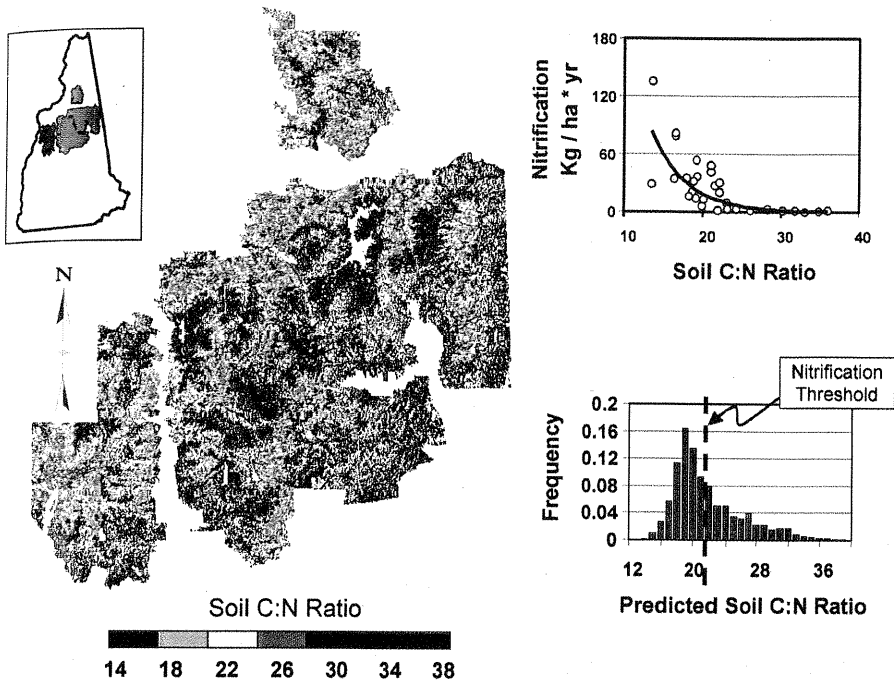 N
Soil C:N Ratio
14 18 22 26 30 34 38
180
120
60
0
Nitrification
Kg / ha * yr
10 20 30 40
Soil C:N Ratio
Nitrification
Threshold
0.2
0.16
0.12
0.08
0.04
0
Frequency
12 20 28 36
Predicted Soil C:N Ratio